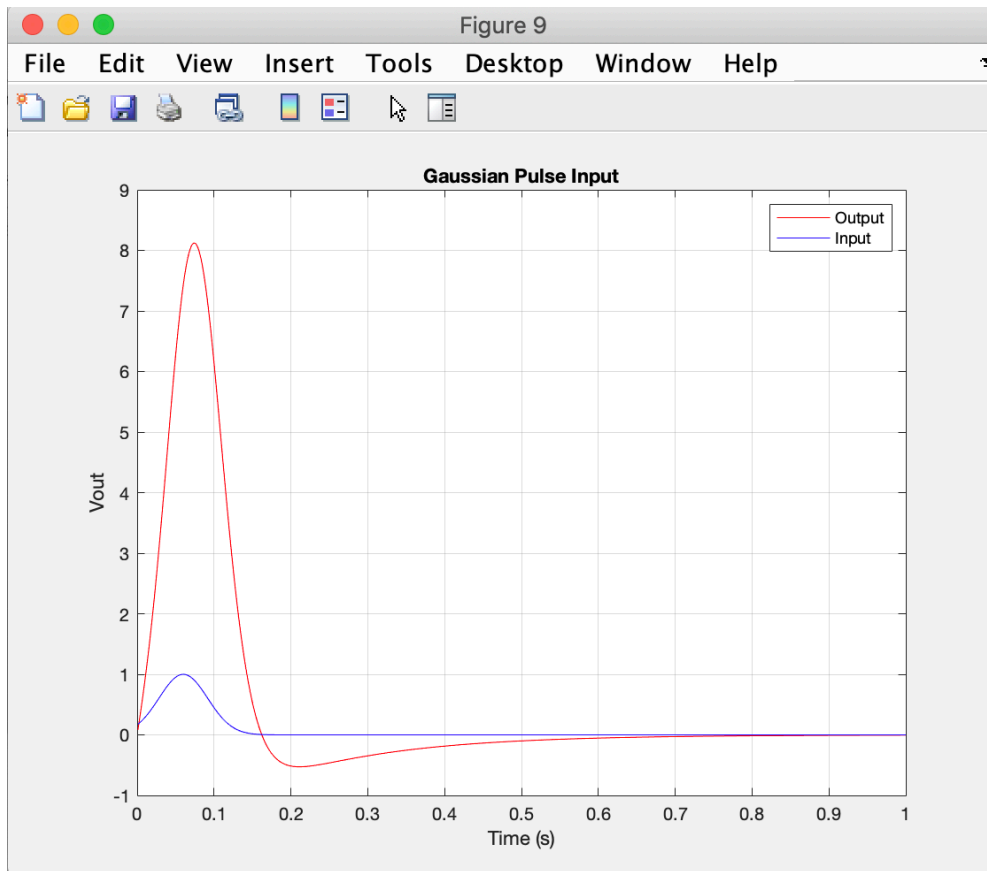 Figure 9
File Edit View Insert Tools Desktop Window Help
Gaussian Pulse Input
Output
Input
9
8
7
6
5
4
3
2
1
0
-1
Vout
0 0.1 0.2 0.3 0.4 0.5 0.6 0.7 0.8 0.9 1
Time (s)